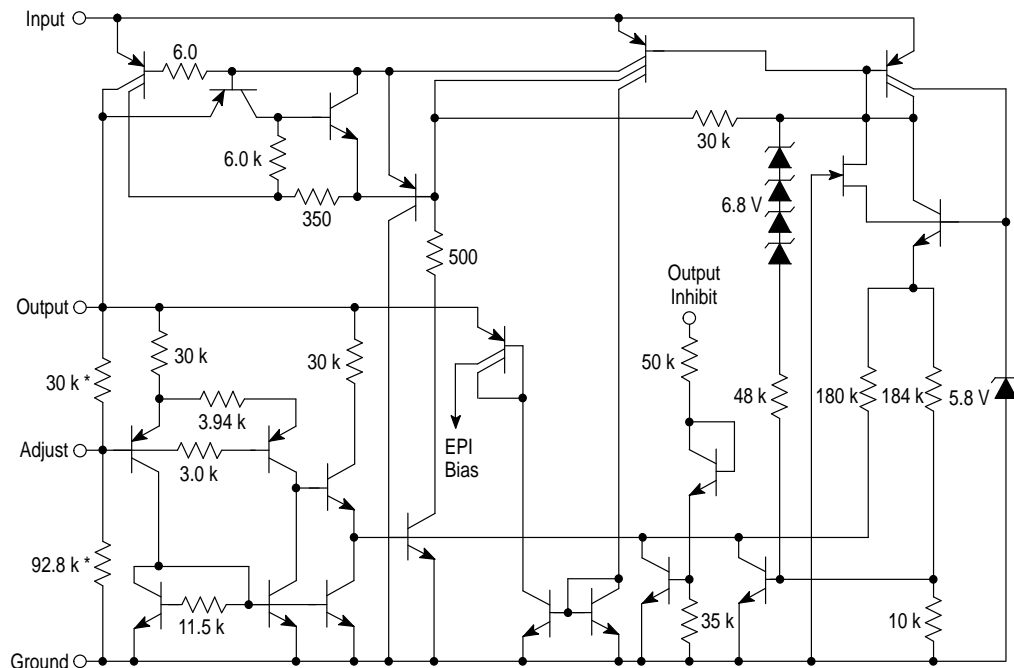 Input
6.0
30 k
6.0 k
6.8 V
350
500
Output
Inhibit
Output
30 k
30 k
50 k
30 k *
48 k
180 k
184 k
5.8 V
3.94 k
Adjust
EPI
Bias
3.0 k
92.8 k *
11.5 k
35 k
10 k
Ground